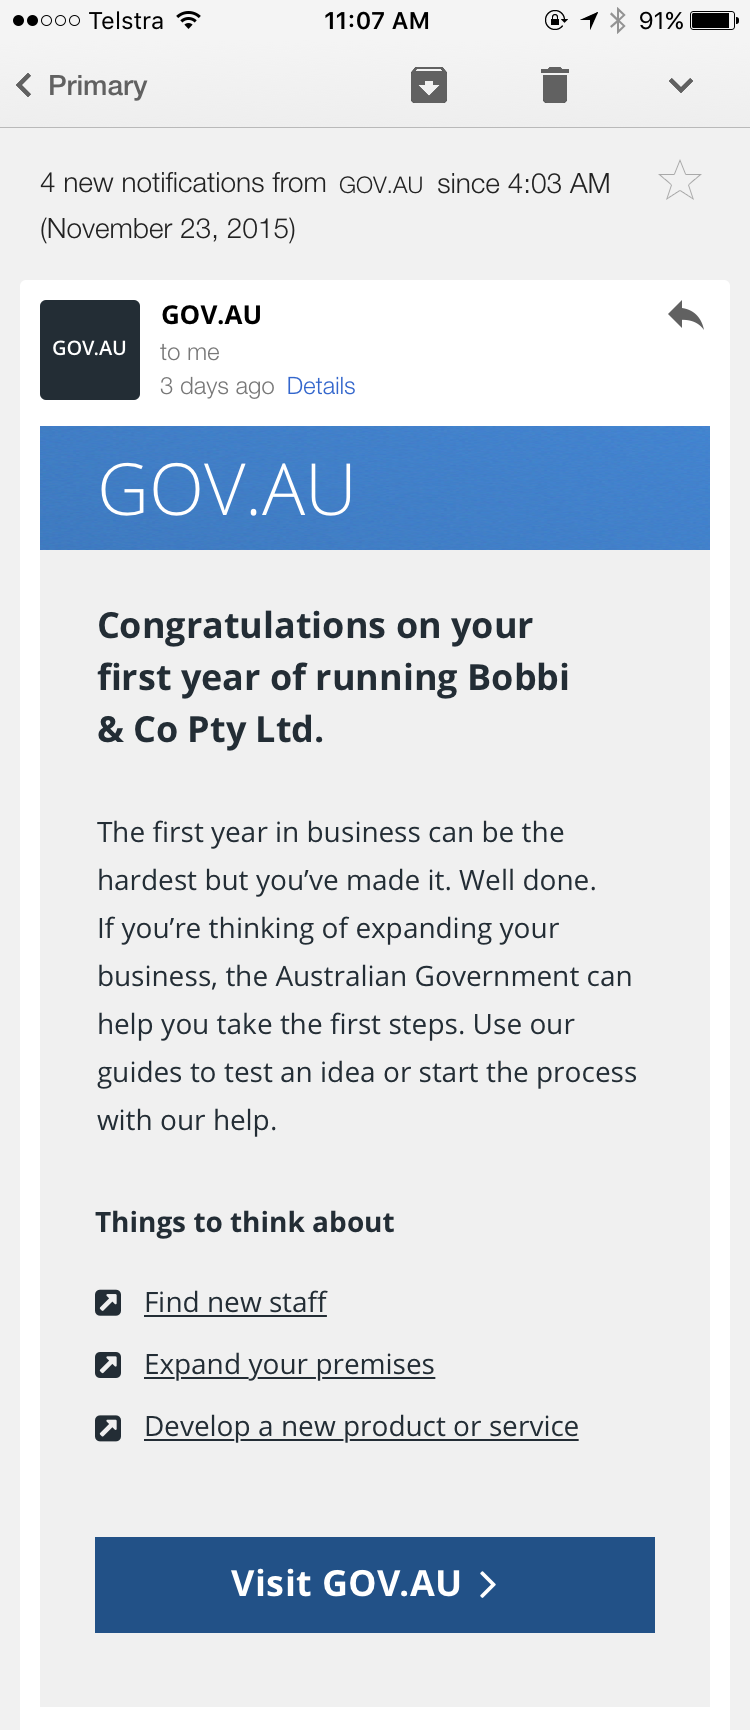 Telstra 11:07 AM 91%
Primary
4 new notifications from GOV.AU since 4:03 AM
(November 23, 2015)
GOV.AU
GOV.AU
to me
3 days ago Details
GOV.AU
Congratulations on your
first year of running Bobbi
& Co Pty Ltd.
The first year in business can be the
hardest but you’ve made it. Well done.
If you’re thinking of expanding your
business, the Australian Government can
help you take the first steps. Use our
guides to test an idea or start the process
with our help.
Things to think about
Find new staff
Expand your premises
Develop a new product or service
Visit GOV.AU